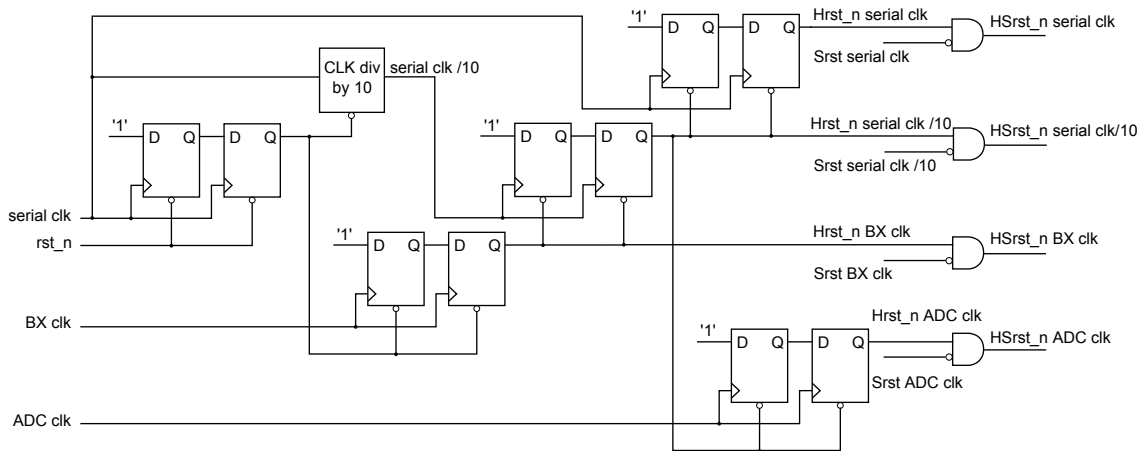 '1'
D Q
Q
Hrst_n serial clk
HSrst_n serial clk
Srst serial clk
CLK div
by 10
serial clk /10
'1'
D Q
Q
'1'
D Q
D Q
Hrst_n serial clk /10
HSrst_n serial clk/10
Srst serial clk /10
serial clk
rst_n
'1'
D Q
Q
Hrst_n BX clk
HSrst_n BX clk
Srst BX clk
BX clk
Hrst_n ADC clk
'1'
D Q
HSrst_n ADC clk
Srst ADC clk
ADC clk